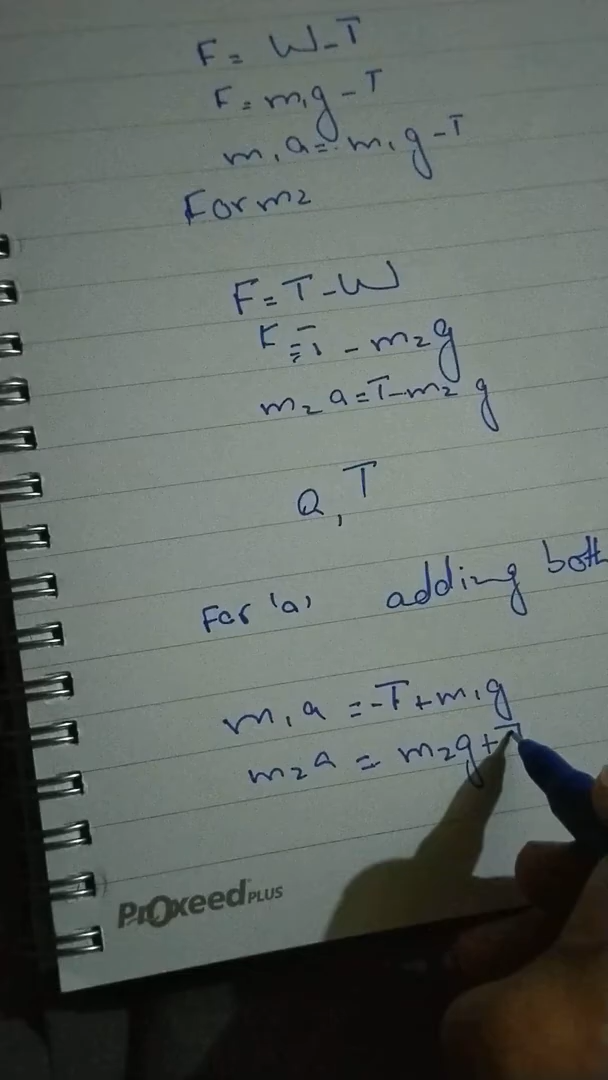 F = W - T
F = m₁g - T
m₁a = m₁g - T
For m₂
F = T - W
F = T - m₂g
m₂a = T - m₂g
a, T
For 'a' adding both
m₁a = -T + m₁g
m₂a = m₂g + T
PrOxeed PLUS